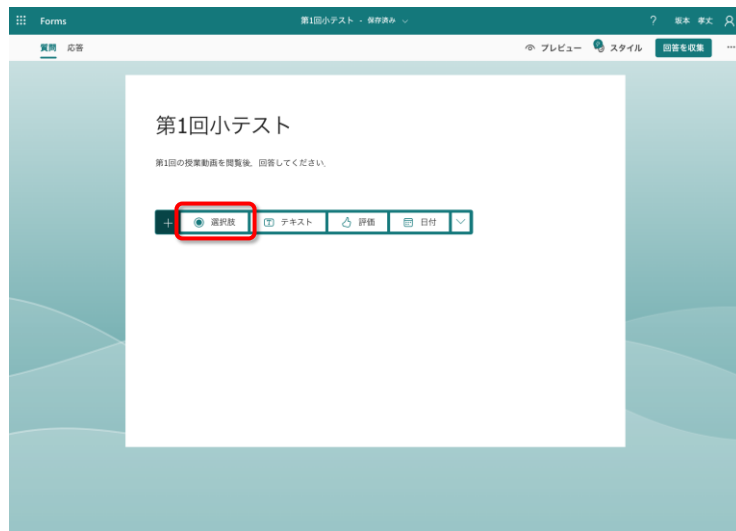 Forms
第1回小テスト - 保存済み
? 坂本 孝丈
質問 応答
プレビュー スタイル 回答を収集 ...
第1回小テスト
第1回の授業動画を閲覧後、回答してください。
+ 選択肢 テキスト 評価 日付